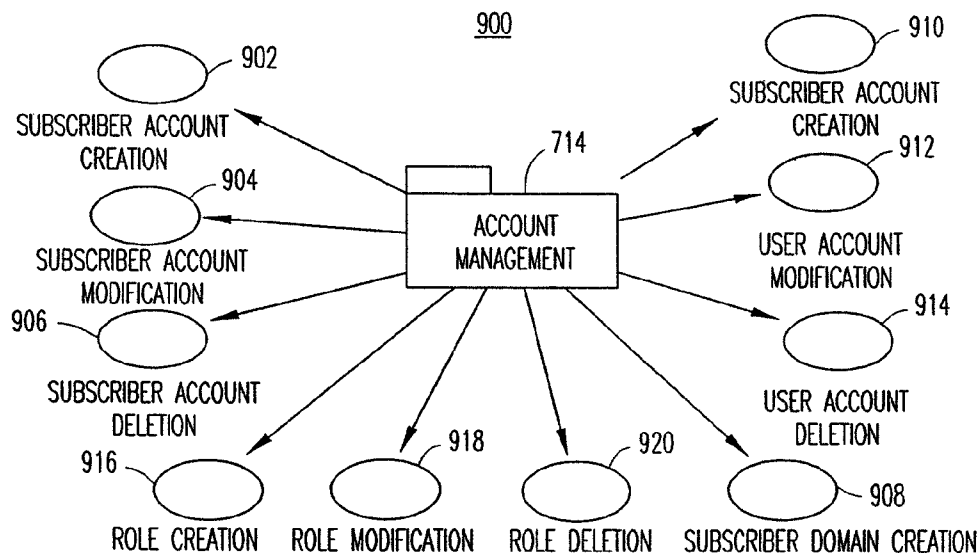 900
902
SUBSCRIBER ACCOUNT
CREATION
910
SUBSCRIBER ACCOUNT
CREATION
714
ACCOUNT
MANAGEMENT
904
SUBSCRIBER ACCOUNT
MODIFICATION
912
USER ACCOUNT
MODIFICATION
906
SUBSCRIBER ACCOUNT
DELETION
914
USER ACCOUNT
DELETION
916
ROLE CREATION
918
ROLE MODIFICATION
920
ROLE DELETION
908
SUBSCRIBER DOMAIN CREATION